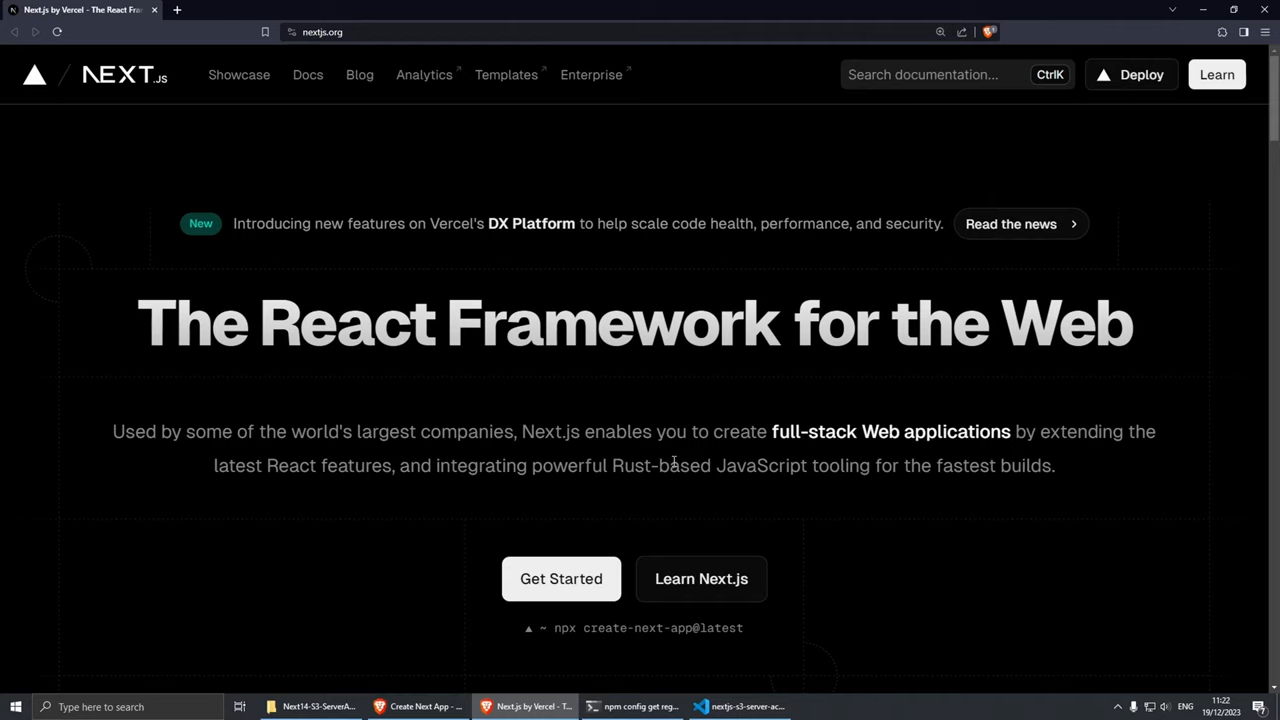 Next.js by Vercel - The React Fran
nextjs.org
NEXT.JS
Showcase
Docs
Blog
Analytics
Templates
Enterprise
Search documentation...
CtrlK
Deploy
Learn
New
Introducing new features on Vercel's DX Platform to help scale code health, performance, and security.
Read the news
The React Framework for the Web
Used by some of the world's largest companies, Next.js enables you to create full-stack Web applications by extending the
latest React features, and integrating powerful Rust-based JavaScript tooling for the fastest builds.
Get Started
Learn Next.js
▲ ~ npx create-next-app@latest
Type here to search
Next14-S3-ServerA...
Create Next App - ...
Next.js by Vercel - T...
npm config get reg...
nextjs-s3-server-ac...
ENG
11:22
19/12/2023
7